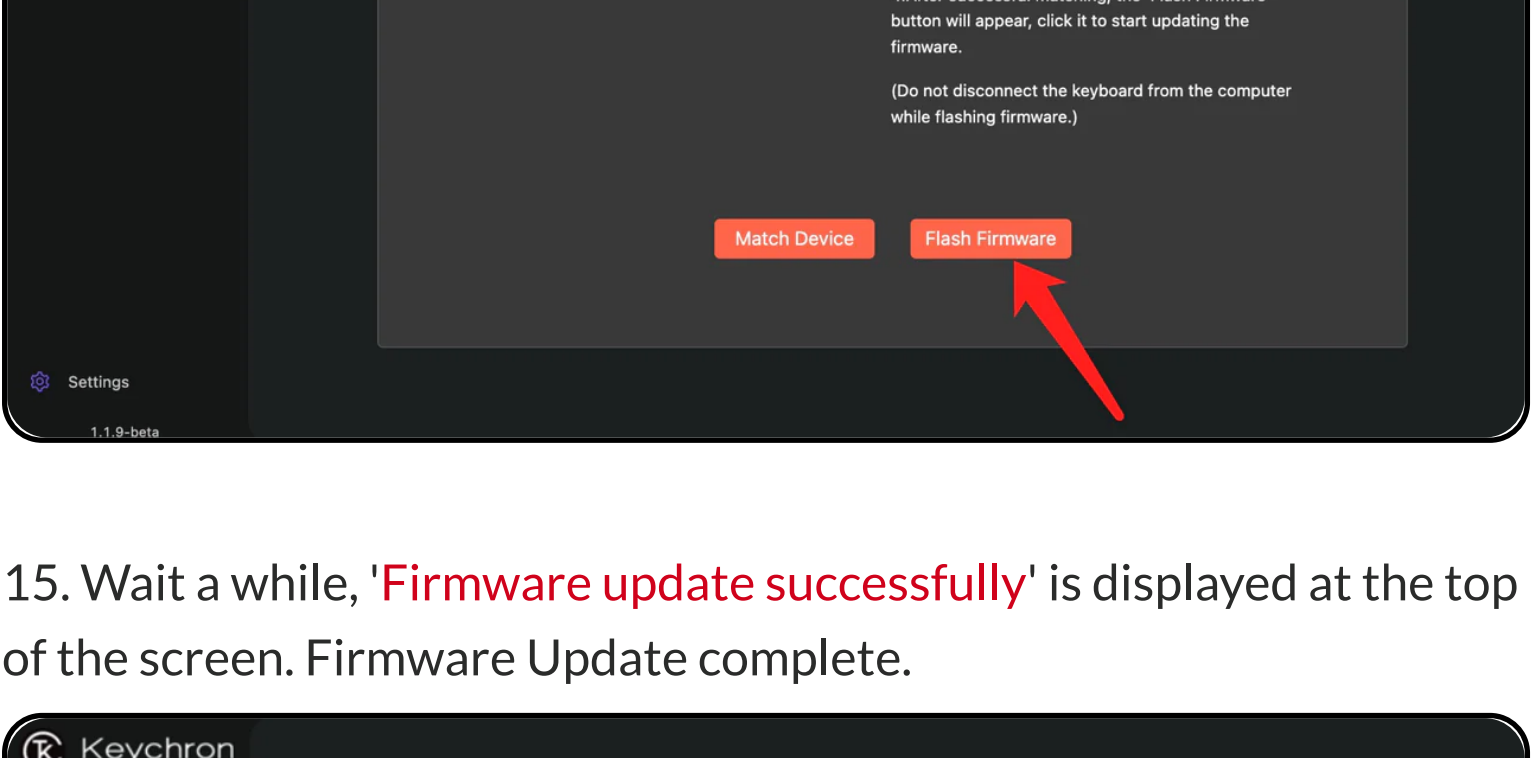 button will appear, click it to start updating the
firmware.
(Do not disconnect the keyboard from the computer
while flashing firmware.)
Match Device
Flash Firmware
Settings
1.1.9-beta
15. Wait a while, 'Firmware update successfully' is displayed at the top
of the screen. Firmware Update complete.
Keychron